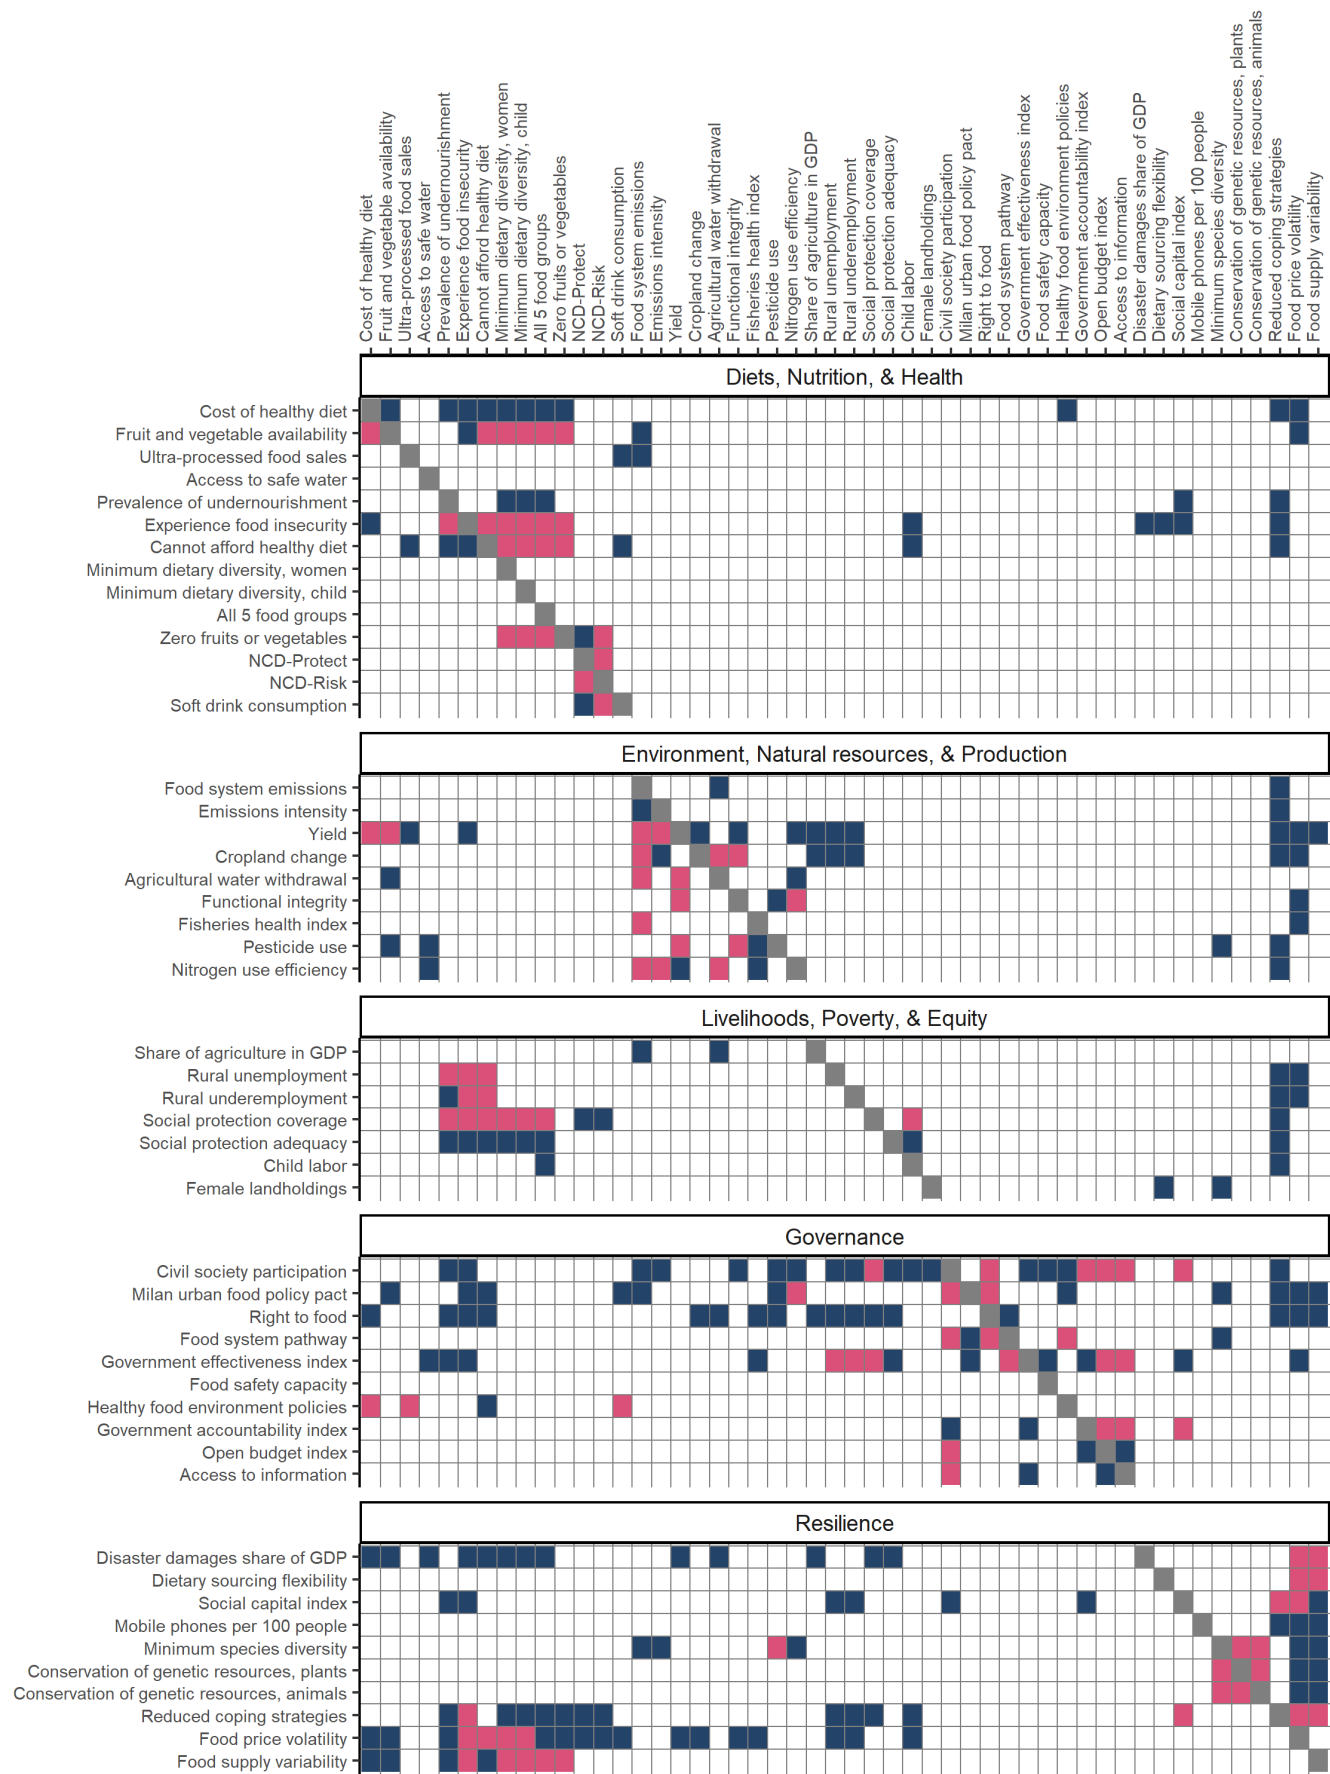 Cost of healthy diet
Fruit and vegetable availability
Ultra-processed food sales
Access to safe water
Prevalence of undernourishment
Experience food insecurity
Cannot afford healthy diet
Minimum dietary diversity, women
Minimum dietary diversity, child
All 5 food groups
Zero fruits or vegetables
NCD-Protect
NCD-Risk
Soft drink consumption
Food system emissions
Emissions intensity
Yield
Cropland change
Agricultural water withdrawal
Functional integrity
Fisheries health index
Pesticide use
Nitrogen use efficiency
Share of agriculture in GDP
Rural unemployment
Rural underemployment
Social protection coverage
Social protection adequacy
Child labor
Female landholdings
Civil society participation
Milan urban food policy pact
Right to food
Food system pathway
Government effectiveness index
Food safety capacity
Healthy food environment policies
Government accountability index
Open budget index
Access to information
Disaster damages share of GDP
Dietary sourcing flexibility
Social capital index
Mobile phones per 100 people
Minimum species diversity
Conservation of genetic resources, plants
Conservation of genetic resources, animals
Reduced coping strategies
Food price volatility
Food supply variability
Diets, Nutrition, & Health
Cost of healthy diet
Fruit and vegetable availability
Ultra-processed food sales
Access to safe water
Prevalence of undernourishment
Experience food insecurity
Cannot afford healthy diet
Minimum dietary diversity, women
Minimum dietary diversity, child
All 5 food groups
Zero fruits or vegetables
NCD-Protect
NCD-Risk
Soft drink consumption
Environment, Natural resources, & Production
Food system emissions
Emissions intensity
Yield
Cropland change
Agricultural water withdrawal
Functional integrity
Fisheries health index
Pesticide use
Nitrogen use efficiency
Livelihoods, Poverty, & Equity
Share of agriculture in GDP
Rural unemployment
Rural underemployment
Social protection coverage
Social protection adequacy
Child labor
Female landholdings
Governance
Civil society participation
Milan urban food policy pact
Right to food
Food system pathway
Government effectiveness index
Food safety capacity
Healthy food environment policies
Government accountability index
Open budget index
Access to information
Resilience
Disaster damages share of GDP
Dietary sourcing flexibility
Social capital index
Mobile phones per 100 people
Minimum species diversity
Conservation of genetic resources, plants
Conservation of genetic resources, animals
Reduced coping strategies
Food price volatility
Food supply variability